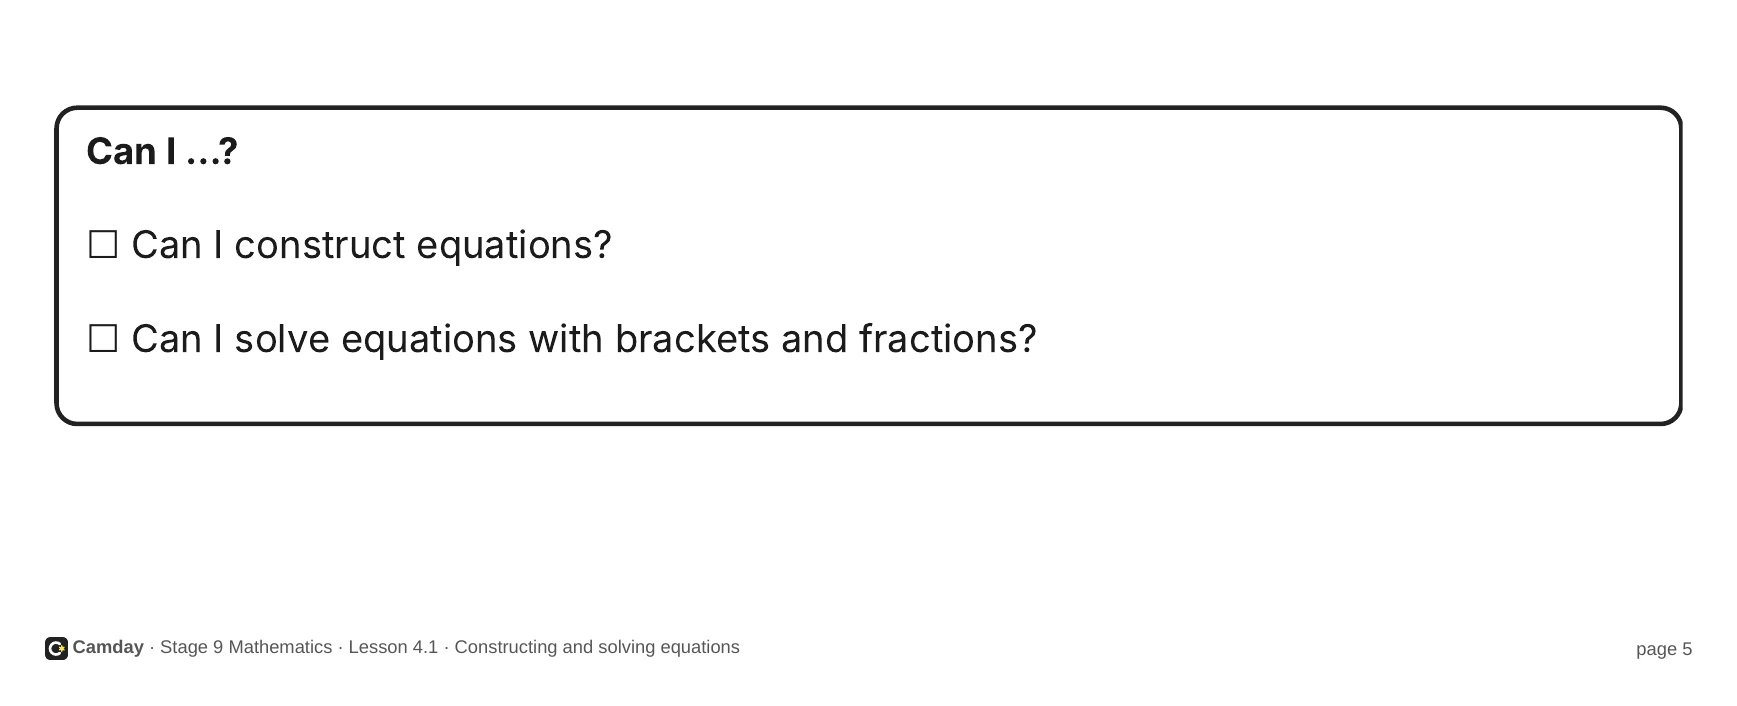 Can I …?
☐ Can I construct equations?
☐ Can I solve equations with brackets and fractions?
Camday · Stage 9 Mathematics · Lesson 4.1 · Constructing and solving equations
page 5